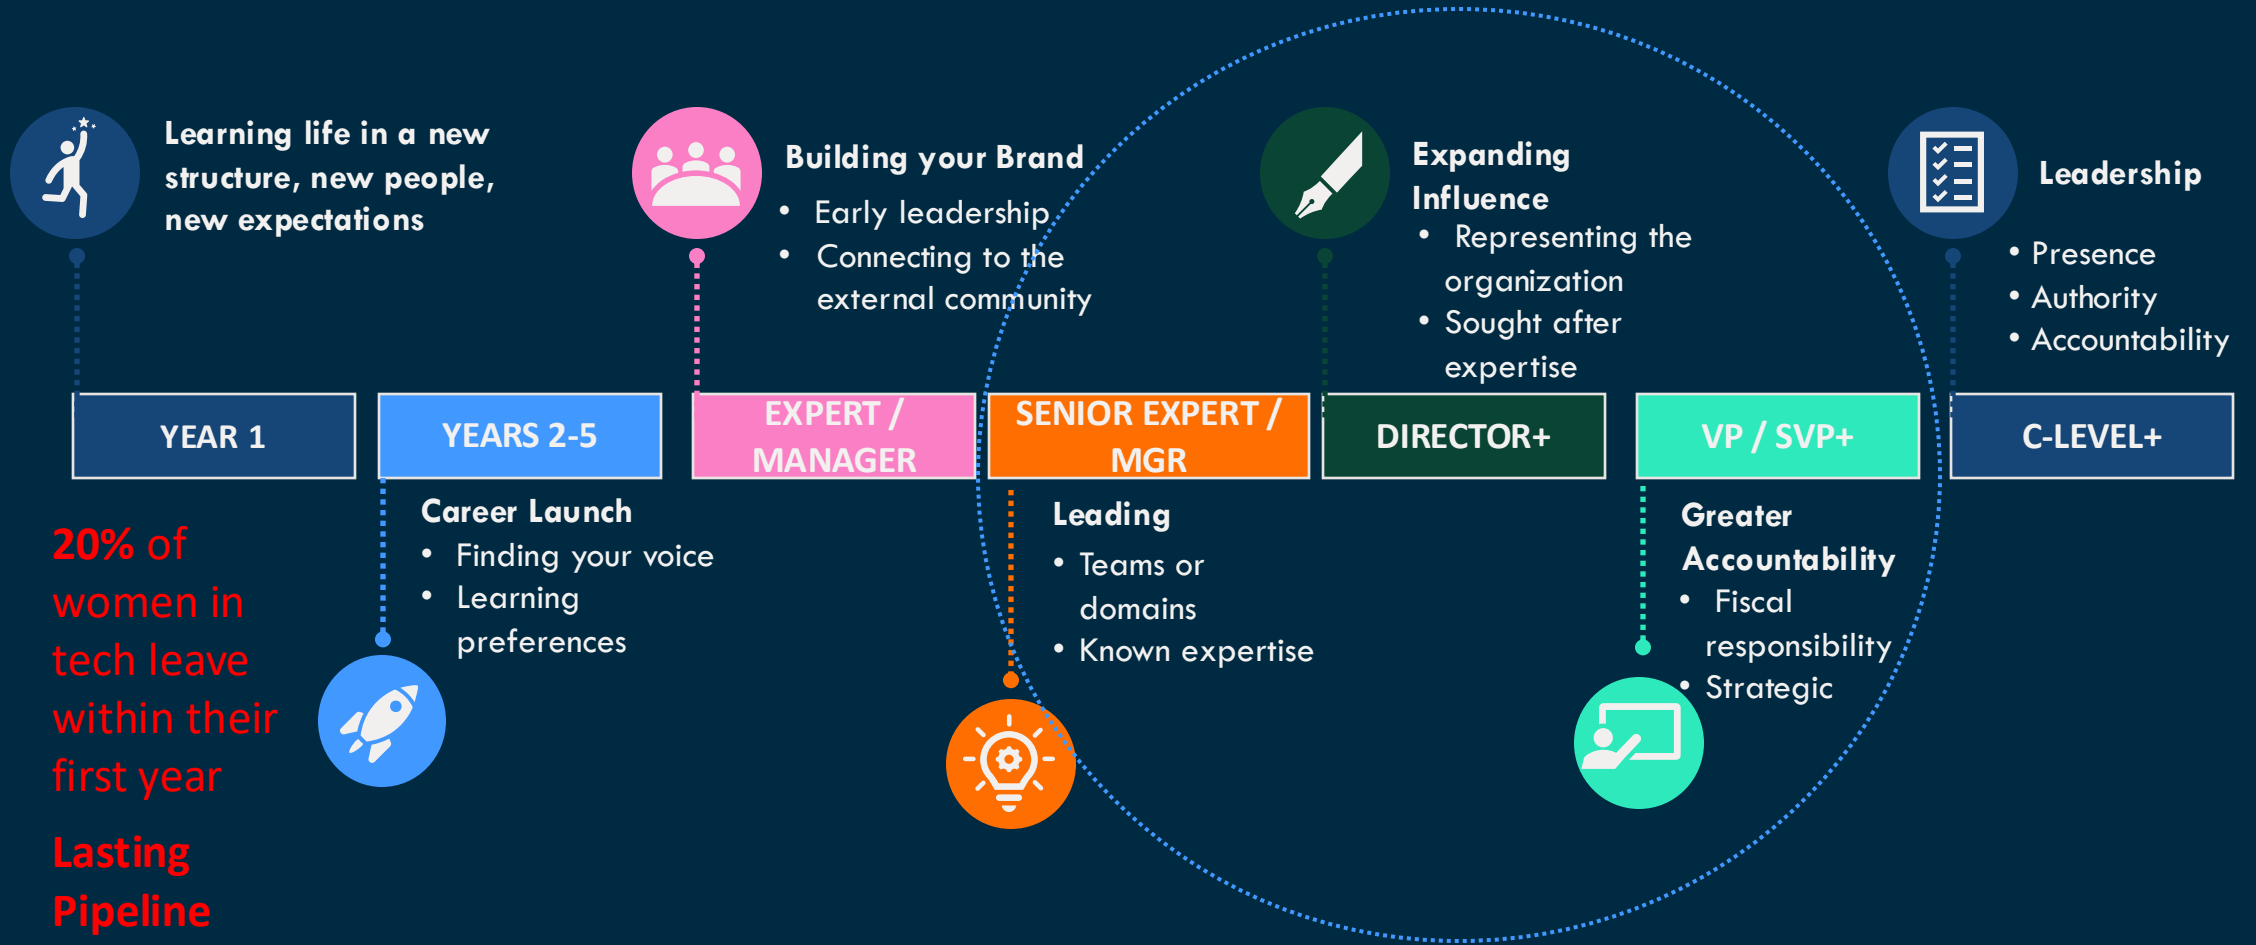 Learning life in a new
structure, new people,
new expectations
Building your Brand
• Early leadership
• Connecting to the
external community
Expanding
Influence
• Representing the
organization
• Sought after
expertise
Leadership
• Presence
• Authority
• Accountability
YEAR 1
YEARS 2-5
EXPERT /
MANAGER
SENIOR EXPERT /
MGR
DIRECTOR+
VP / SVP+
C-LEVEL+
20% of
women in
tech leave
within their
first year
Lasting
Pipeline
Career Launch
• Finding your voice
• Learning
preferences
Leading
• Teams or
domains
• Known expertise
Greater
Accountability
• Fiscal
responsibility
• Strategic